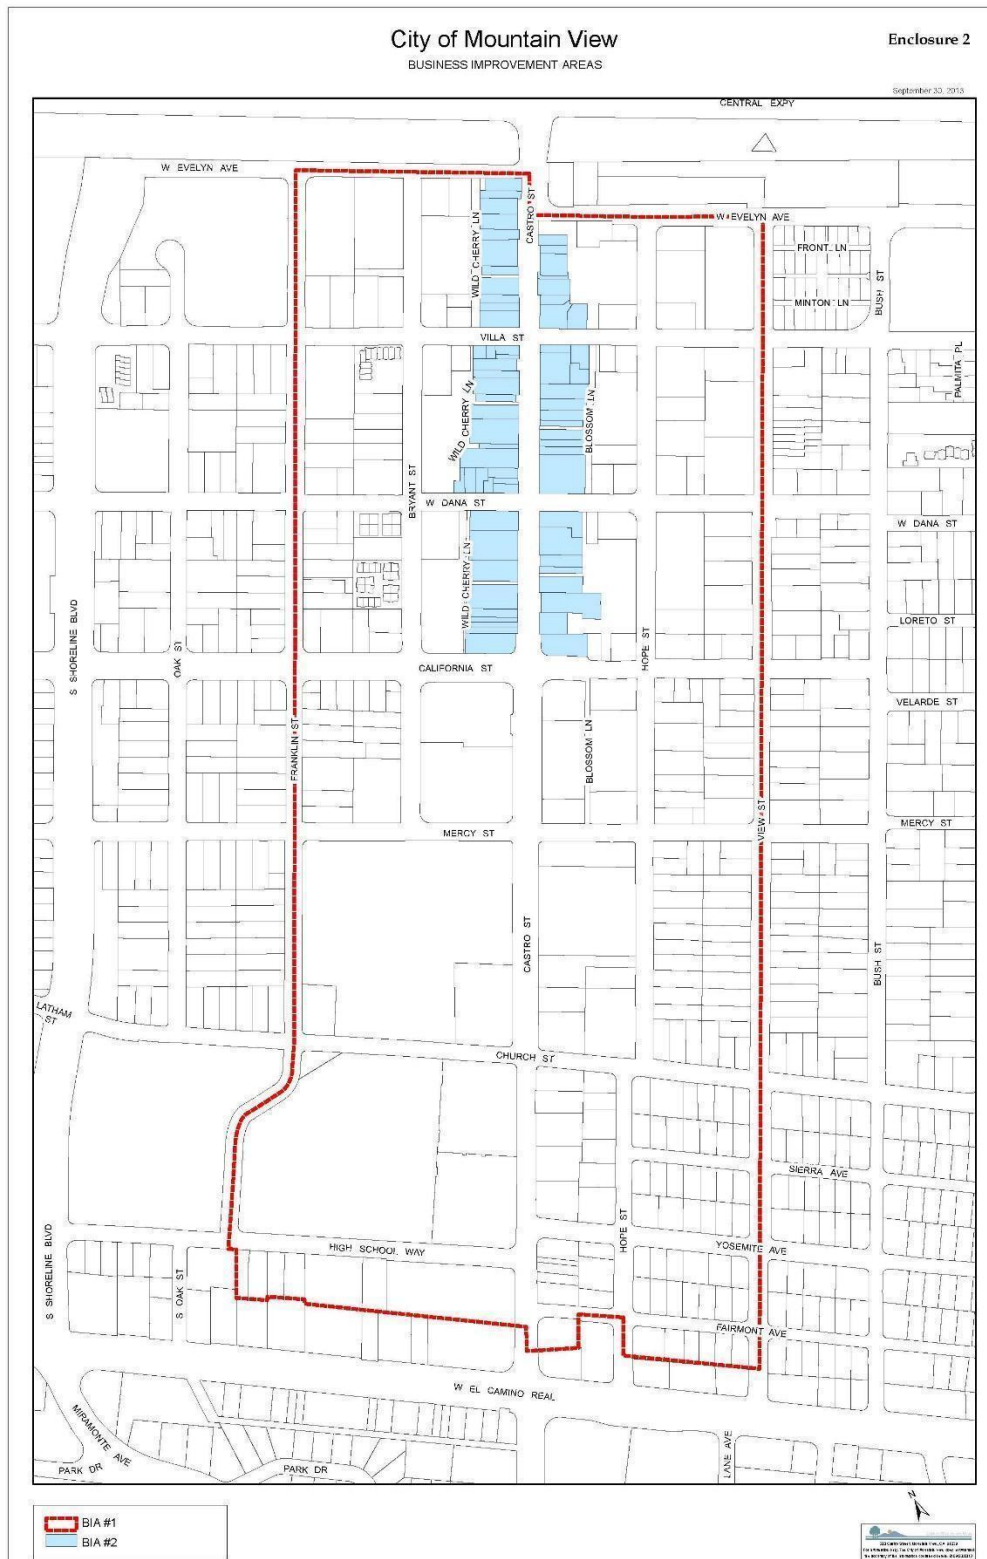 City of Mountain View
BUSINESS IMPROVEMENT AREAS
Enclosure 2
September 30, 2013
CENTRAL EXPY
W EVELYN AVE
CASTRO ST
W EVELYN AVE
WILD CHERRY LN
FRONT LN
BUSH ST
MINTON LN
VILLA ST
PALMITA PL
WILD CHERRY LN
BLOSSOM LN
BRYANT ST
W DANA ST
W DANA ST
WILD CHERRY LN
S SHORELINE BLVD
OAK ST
HOPE ST
LORETO ST
CALIFORNIA ST
VELARDE ST
FRANKLIN ST
BLOSSOM LN
VIEW ST
MERCY ST
MERCY ST
CASTRO ST
BUSH ST
LATHAM ST
CHURCH ST
SIERRA AVE
S SHORELINE BLVD
HIGH SCHOOL WAY
HOPE ST
YOSEMITE AVE
S OAK ST
FAIRMONT AVE
W EL CAMINO REAL
MIRAMONTE AVE
PARK DR
PARK DR
LANE AVE
BIA #1
BIA #2
N